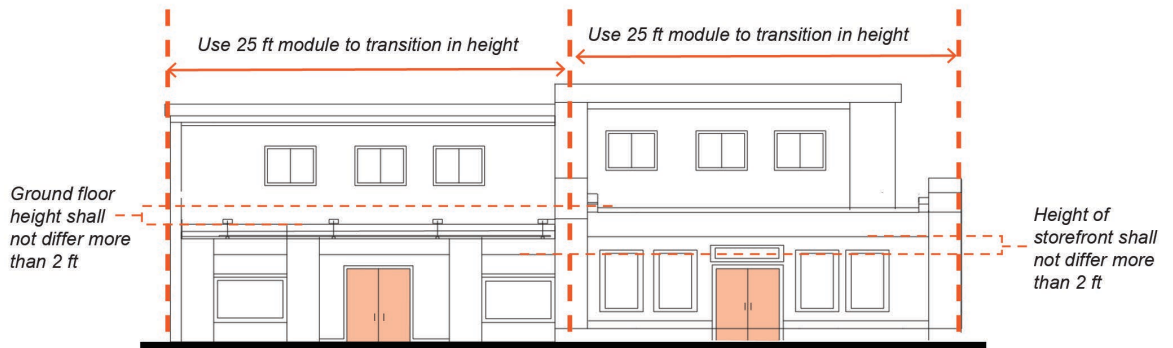 Use 25 ft module to transition in height
Use 25 ft module to transition in height
Ground floor
height shall
not differ more
than 2 ft
Height of
storefront shall
not differ more
than 2 ft